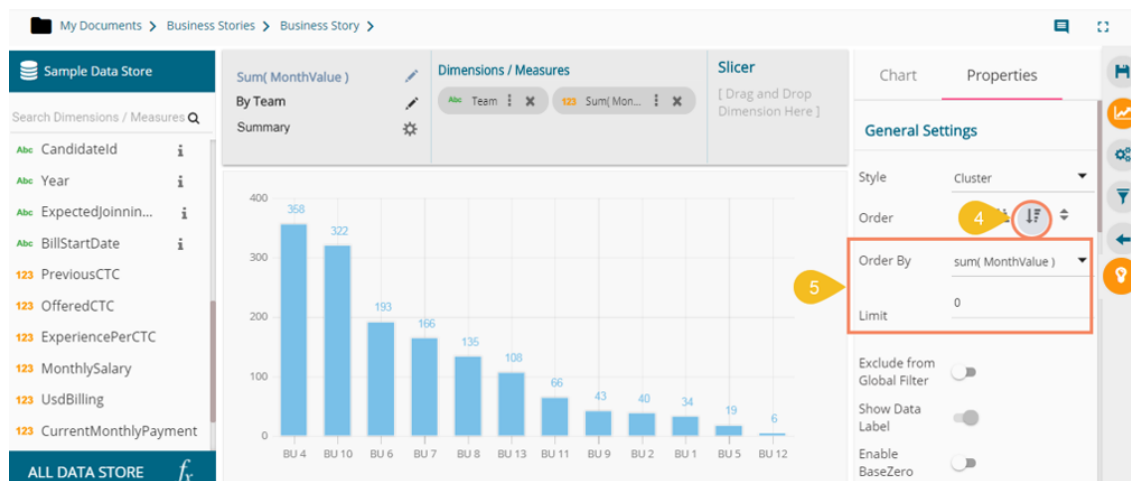 My Documents > Business Stories > Business Story >
Sample Data Store
Search Dimensions / Measures
Abc CandidateId i
Abc Year i
Abc ExpectedJoinnin... i
Abc BillStartDate i
123 PreviousCTC
123 OfferedCTC
123 ExperiencePerCTC
123 MonthlySalary
123 UsdBilling
123 CurrentMonthlyPayment
ALL DATA STORE fx
Sum( MonthValue )
By Team
Summary
Dimensions / Measures
Abc Team
123 Sum( Mon...
Slicer
[ Drag and Drop
Dimension Here ]
400
300
200
100
0
358
322
193
166
135
108
66
43
40
34
19
6
BU 4 BU 10 BU 6 BU 7 BU 8 BU 13 BU 11 BU 9 BU 2 BU 1 BU 5 BU 12
Chart Properties
General Settings
Style Cluster
Order
4
Order By sum( MonthValue )
5
Limit 0
Exclude from
Global Filter
Show Data
Label
Enable
BaseZero